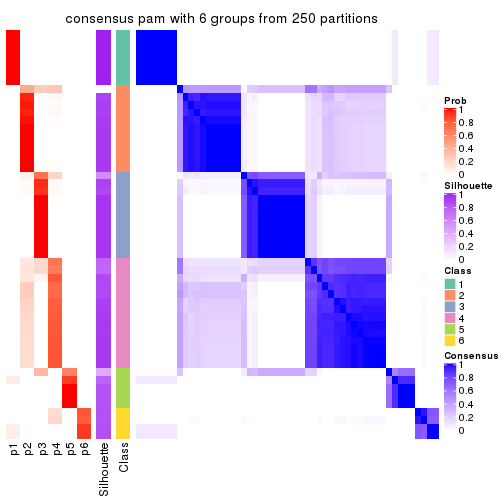 consensus pam with 6 groups from 250 partitions
Prob
1
0.8
0.6
0.4
0.2
0
Silhouette
1
0.8
0.6
0.4
0.2
0
Class
1
2
3
4
5
6
Consensus
1
0.8
0.6
0.4
0.2
0
p1
p2
p3
p4
p5
p6
Silhouette
Class